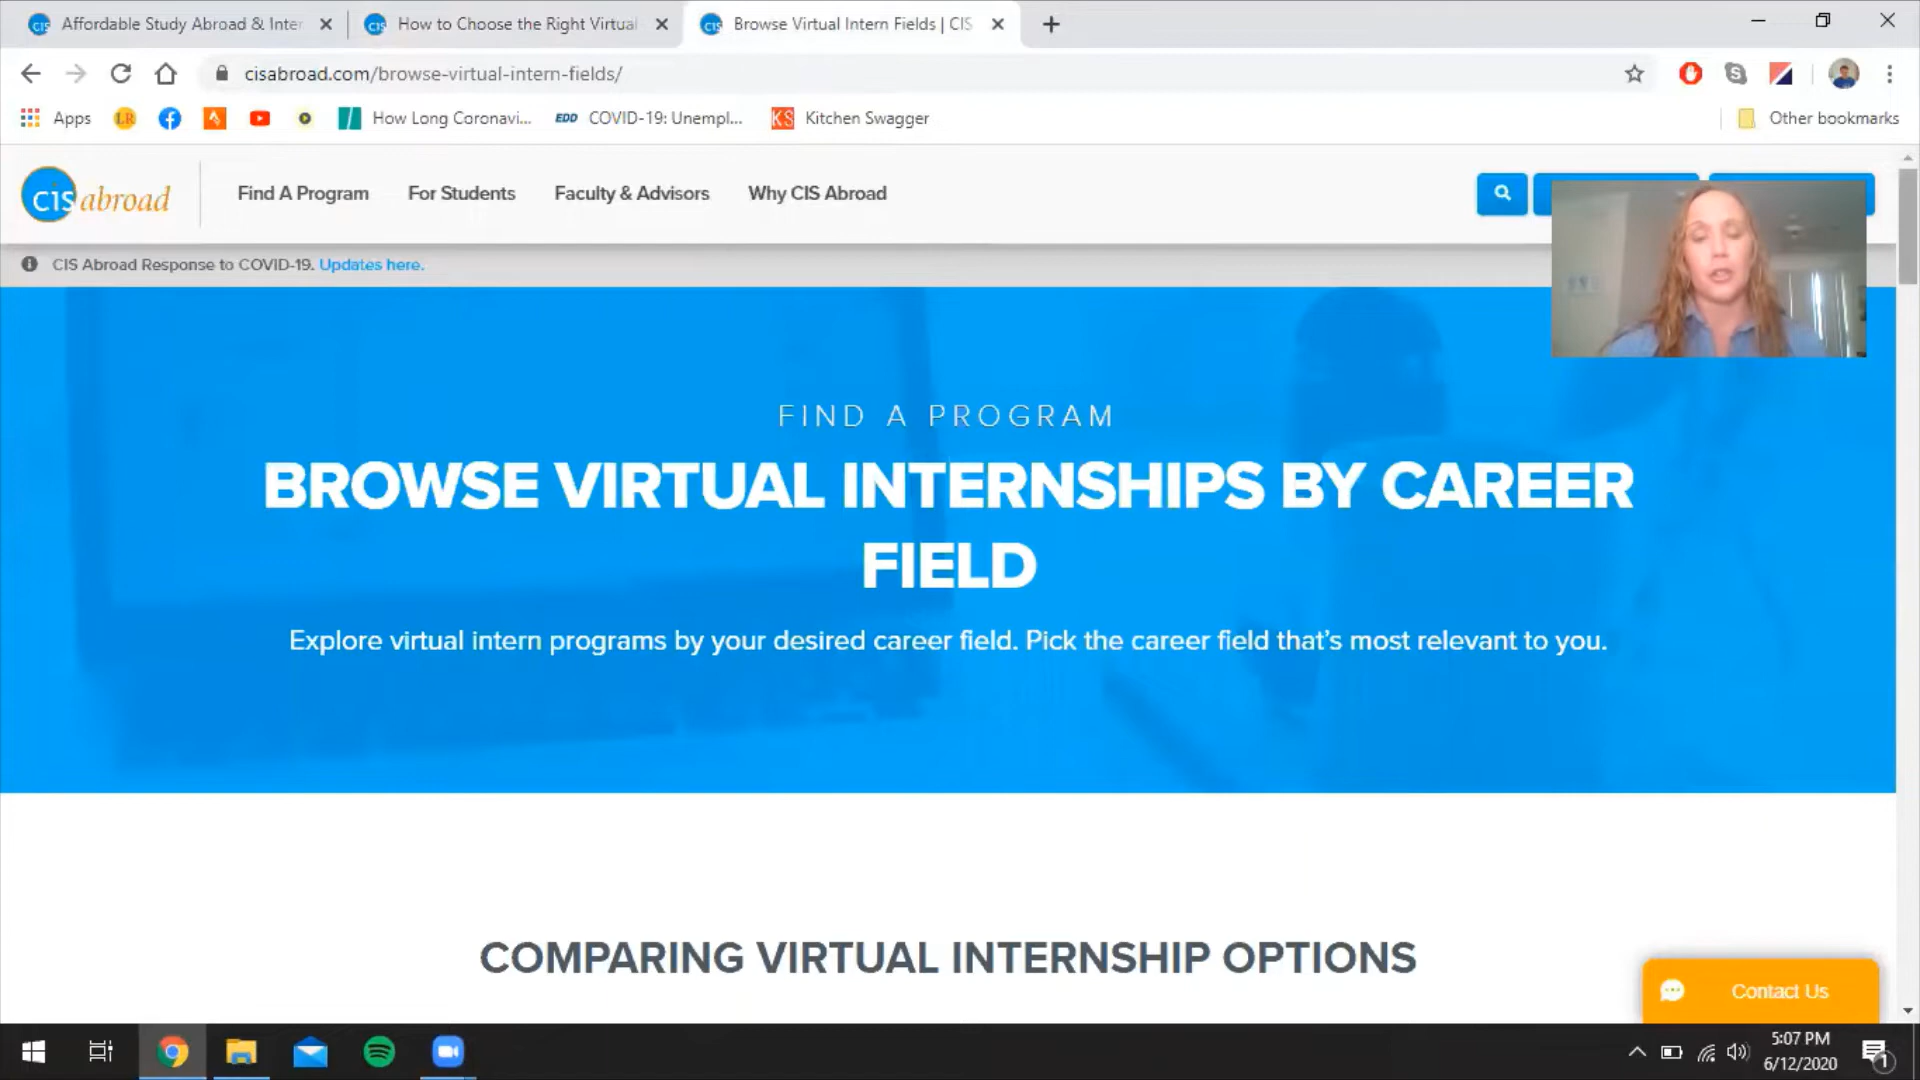 Affordable Study Abroad & Inter
How to Choose the Right Virtual
Browse Virtual Intern Fields | CIS
cisabroad.com/browse-virtual-intern-fields/
Apps
LR
How Long Coronavi...
EDD COVID-19: Unempl...
KS Kitchen Swagger
Other bookmarks
cis abroad
Find A Program
For Students
Faculty & Advisors
Why CIS Abroad
CIS Abroad Response to COVID-19. Updates here.
FIND A PROGRAM
BROWSE VIRTUAL INTERNSHIPS BY CAREER
FIELD
Explore virtual intern programs by your desired career field. Pick the career field that's most relevant to you.
COMPARING VIRTUAL INTERNSHIP OPTIONS
Contact Us
5:07 PM
6/12/2020
1